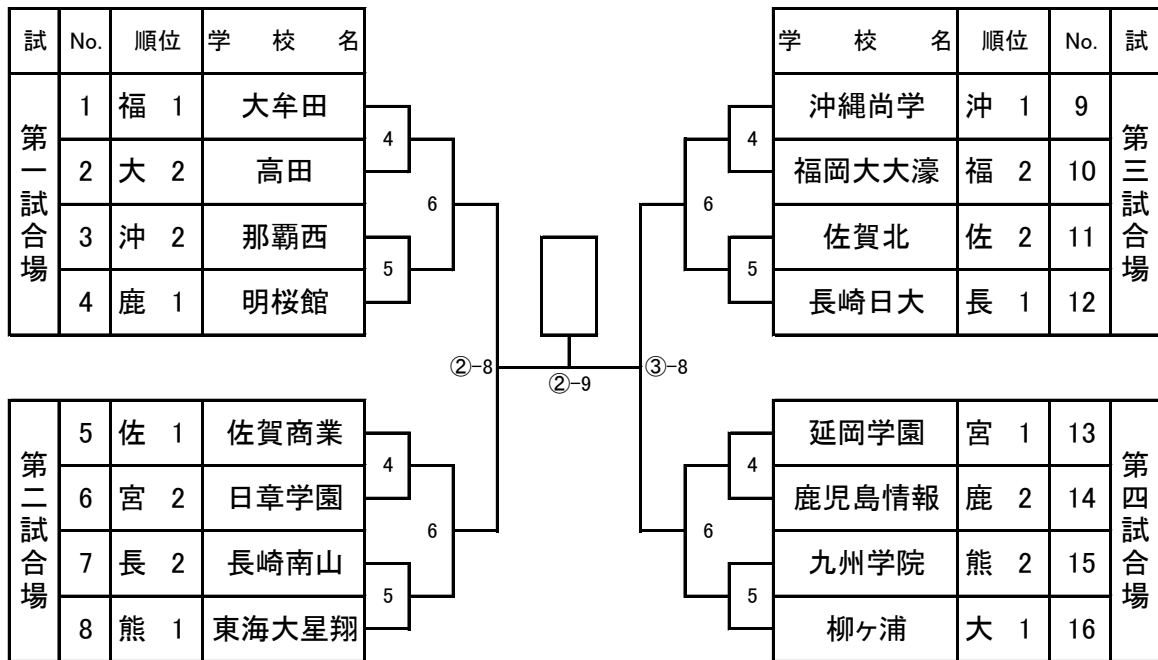 試 No. 順位 学校名
第一試合場
1 福 1 大牟田
2 大 2 高田
3 沖 2 那覇西
4 鹿 1 明桜館
4
5
6
第二試合場
5 佐 1 佐賀商業
6 宮 2 日章学園
7 長 2 長崎南山
8 熊 1 東海大星翔
4
5
6
②-8
②-9
③-8
学校名 順位 No. 試
沖縄尚学 沖 1 9
福岡大大濠 福 2 10
佐賀北 佐 2 11
長崎日大 長 1 12
第三試合場
4
5
6
延岡学園 宮 1 13
鹿児島情報 鹿 2 14
九州学院 熊 2 15
柳ヶ浦 大 1 16
第四試合場
4
5
6